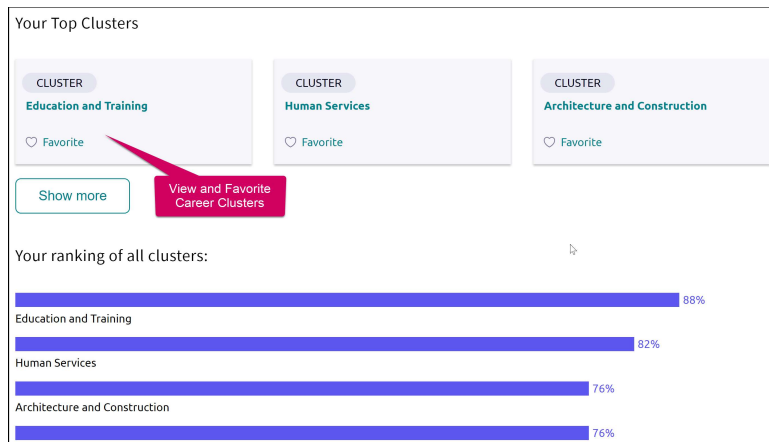 Your Top Clusters
CLUSTER
Education and Training
Favorite
CLUSTER
Human Services
Favorite
CLUSTER
Architecture and Construction
Favorite
Show more
View and Favorite
Career Clusters
Your ranking of all clusters:
88%
Education and Training
82%
Human Services
76%
Architecture and Construction
76%